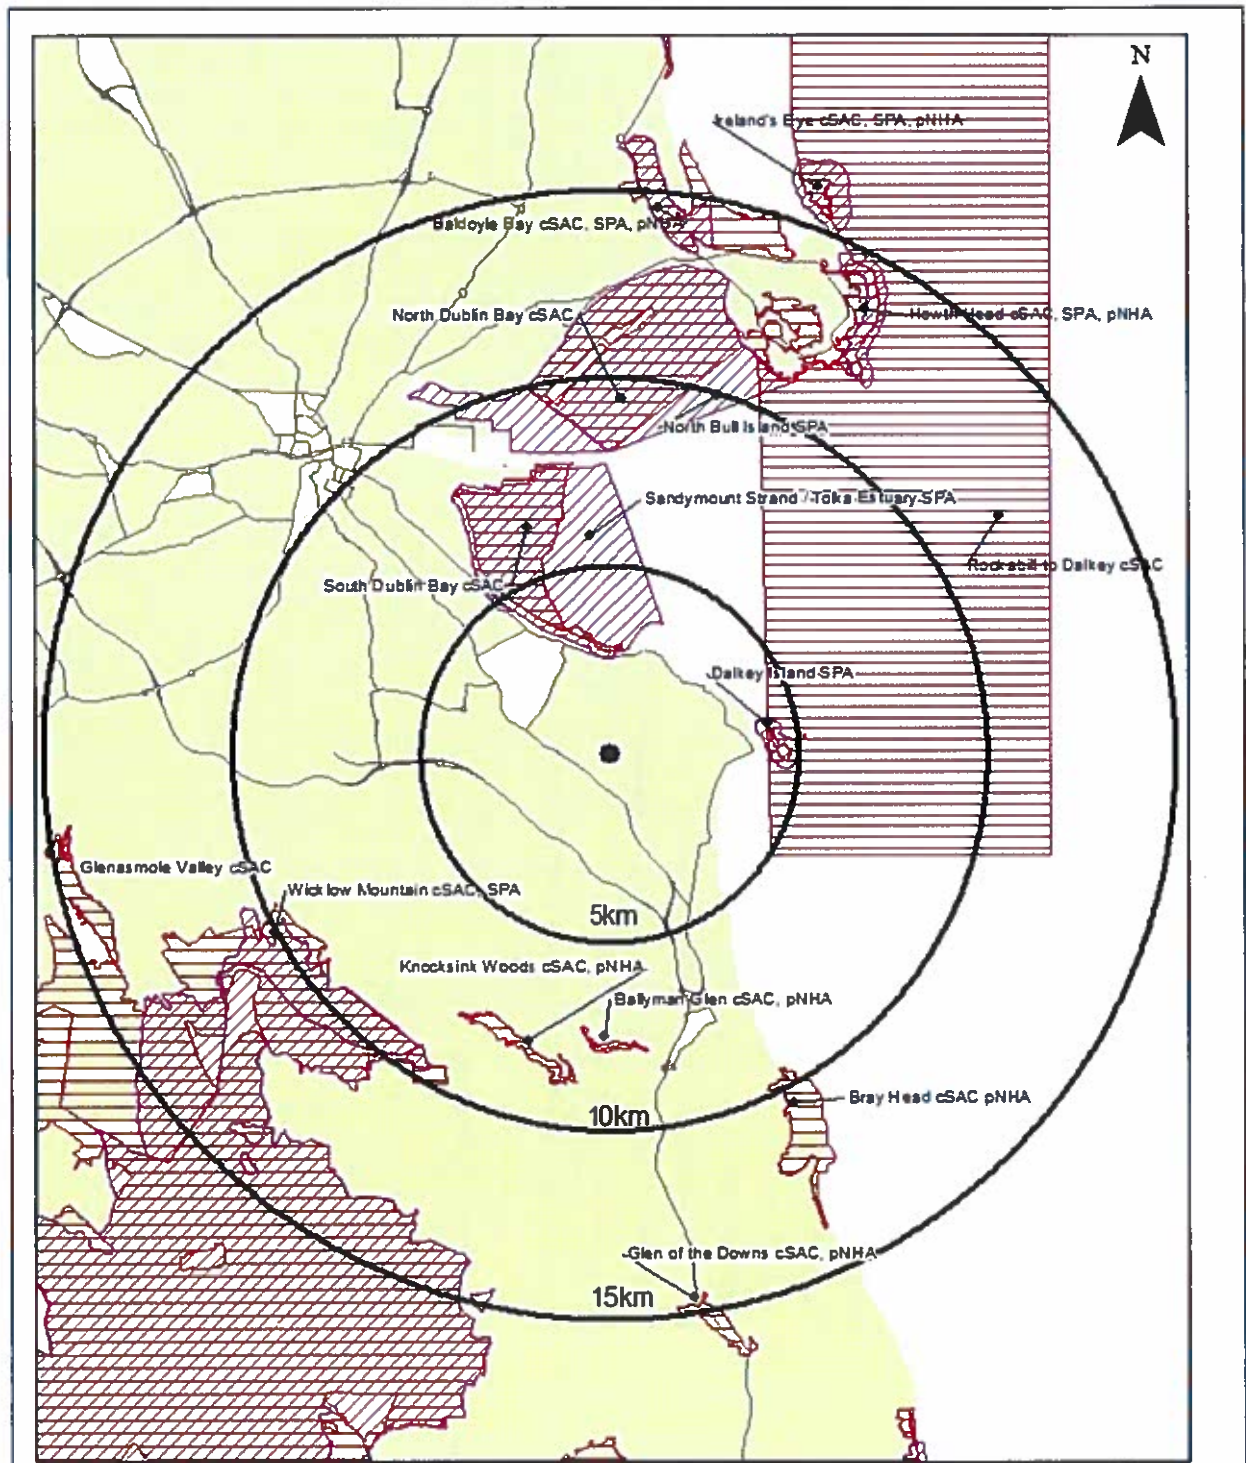 N
Ireland's Eye cSAC, SPA, pNHA
Baldoyle Bay cSAC, SPA, pNHA
North Dublin Bay cSAC
Howth Head cSAC, SPA, pNHA
North Bull Island SPA
Sandymount Strand / Toka Estuary SPA
Rockabill to Dalkey cSAC
South Dublin Bay cSAC
Dalkey Island SPA
Glenasmole Valley cSAC
Wicklow Mountain cSAC, SPA
5km
Knocksink Woods cSAC, pNHA
Ballyman Glen cSAC, pNHA
Bray Head cSAC pNHA
10km
Glen of the Downs cSAC, pNHA
15km